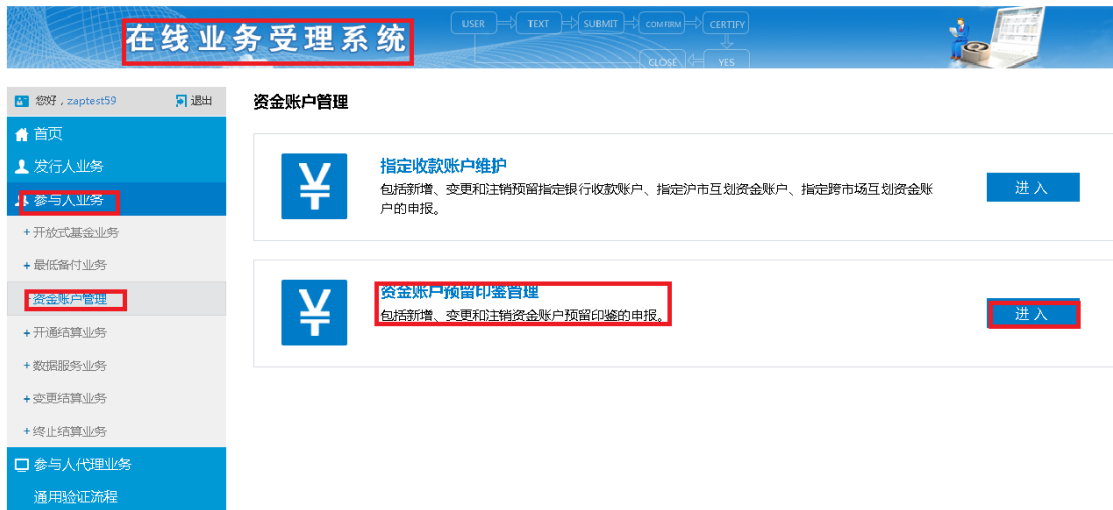 在线业务受理系统
USER TEXT SUBMIT COMFIRM CERTIFY
CLOSE YES
您好，zaptest59 退出
首页
发行人业务
参与人业务
+ 开放式基金业务
+ 最低备付业务
资金账户管理
+ 开通结算业务
+ 数据服务业务
+ 变更结算业务
+ 终止结算业务
参与人代理业务
通用验证流程
资金账户管理
指定收款账户维护
包括新增、变更和注销预留指定银行收款账户、指定沪市互划资金账户、指定跨市场互划资金账
户的申报。
进入
资金账户预留印鉴管理
包括新增、变更和注销资金账户预留印鉴的申报。
进入